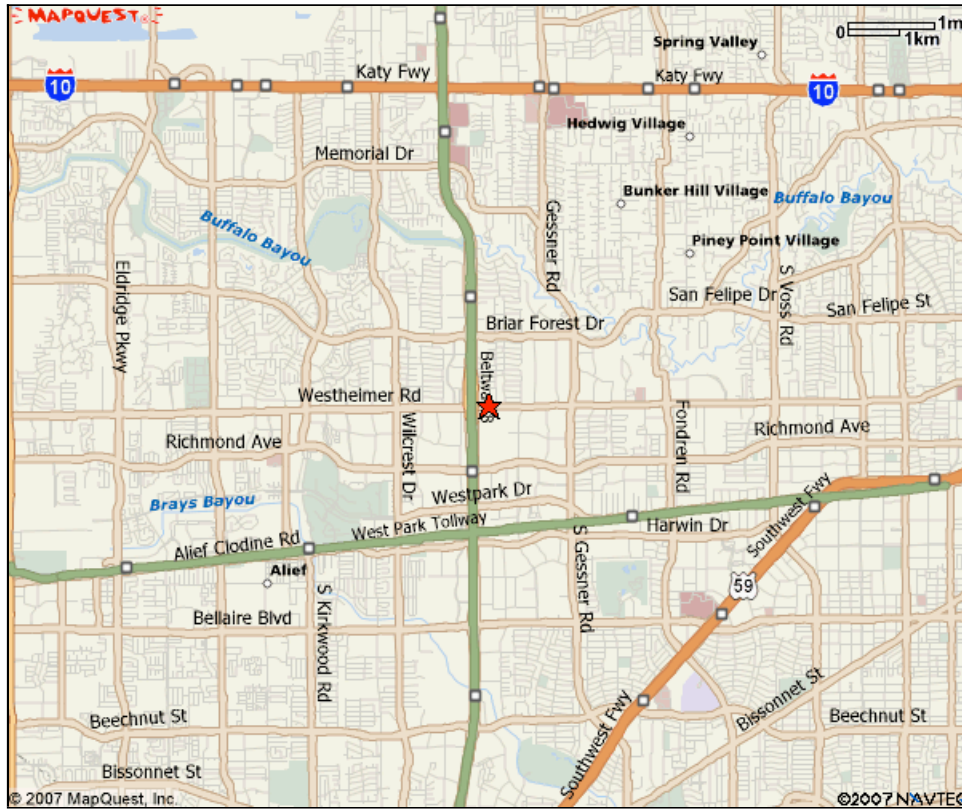 MAPQUEST.
1m
0
1km
Spring Valley
Katy Fwy
Katy Fwy
10
10
Hedwig Village
Memorial Dr
Bunker Hill Village
Buffalo Bayou
Buffalo Bayou
Gessner Rd
Piney Point Village
Eldridge Pkwy
S Voss Rd
San Felipe Dr
San Felipe St
Briar Forest Dr
Westheimer Rd
Wilcrest Dr
Fondren Rd
Richmond Ave
Richmond Ave
Westpark Dr
Brays Bayou
West Park Tollway
Southwest Fwy
Harwin Dr
Alief Clodine Rd
S Gessner Rd
Alief
59
S Kirkwood Rd
Bellaire Blvd
Southwest Fwy
Bissonnet St
Beechnut St
Beechnut St
Bissonnet St
© 2007 MapQuest, Inc.
©2007 NAVTEQ